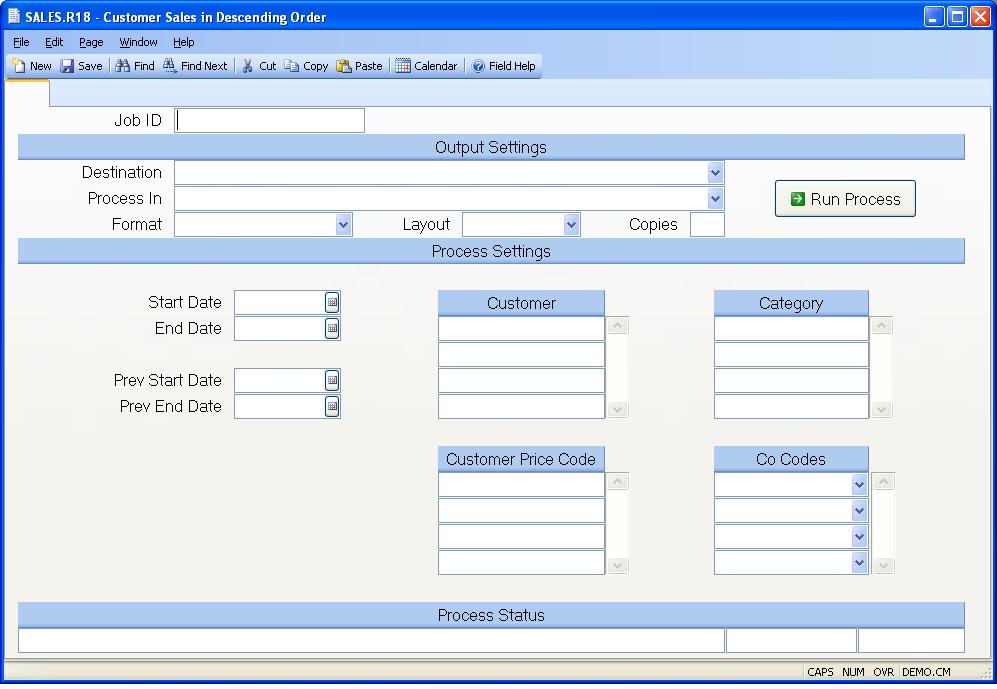 SALES.R18 - Customer Sales in Descending Order
File Edit Page Window Help
New Save Find Find Next Cut Copy Paste Calendar Field Help
Job ID
Output Settings
Destination
Process In
Run Process
Format Layout Copies
Process Settings
Start Date Customer Category
End Date
Prev Start Date
Prev End Date
Customer Price Code Co Codes
Process Status
CAPS NUM OVR DEMO.CM